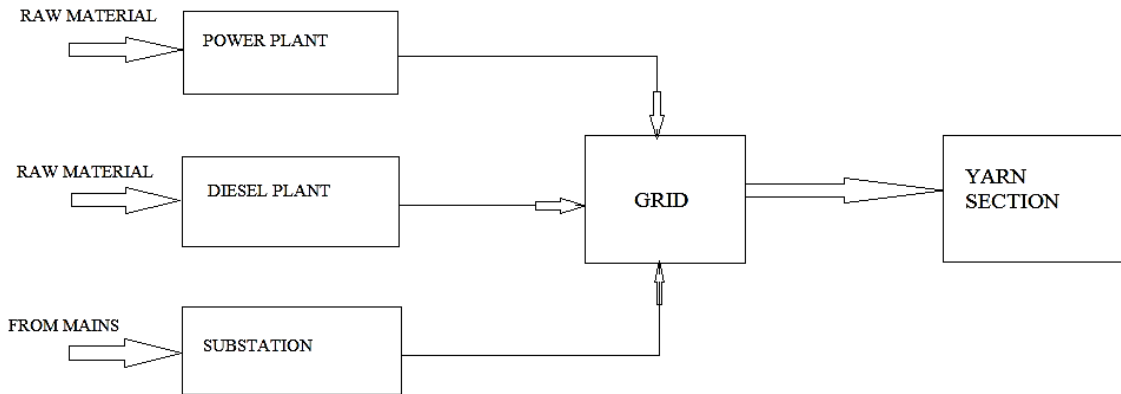 RAW MATERIAL
POWER PLANT
RAW MATERIAL
DIESEL PLANT
GRID
YARN
SECTION
FROM MAINS
SUBSTATION